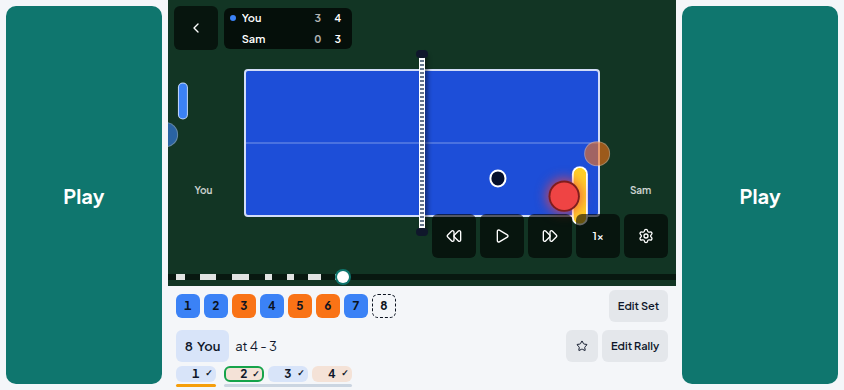 Play
You 3 4
Sam 0 3
You
Sam
1x
1 2 3 4 5 6 7 8
Edit Set
8 You at 4 - 3
Edit Rally
1 ✓ 2 ✓ 3 ✓ 4 ✓
Play